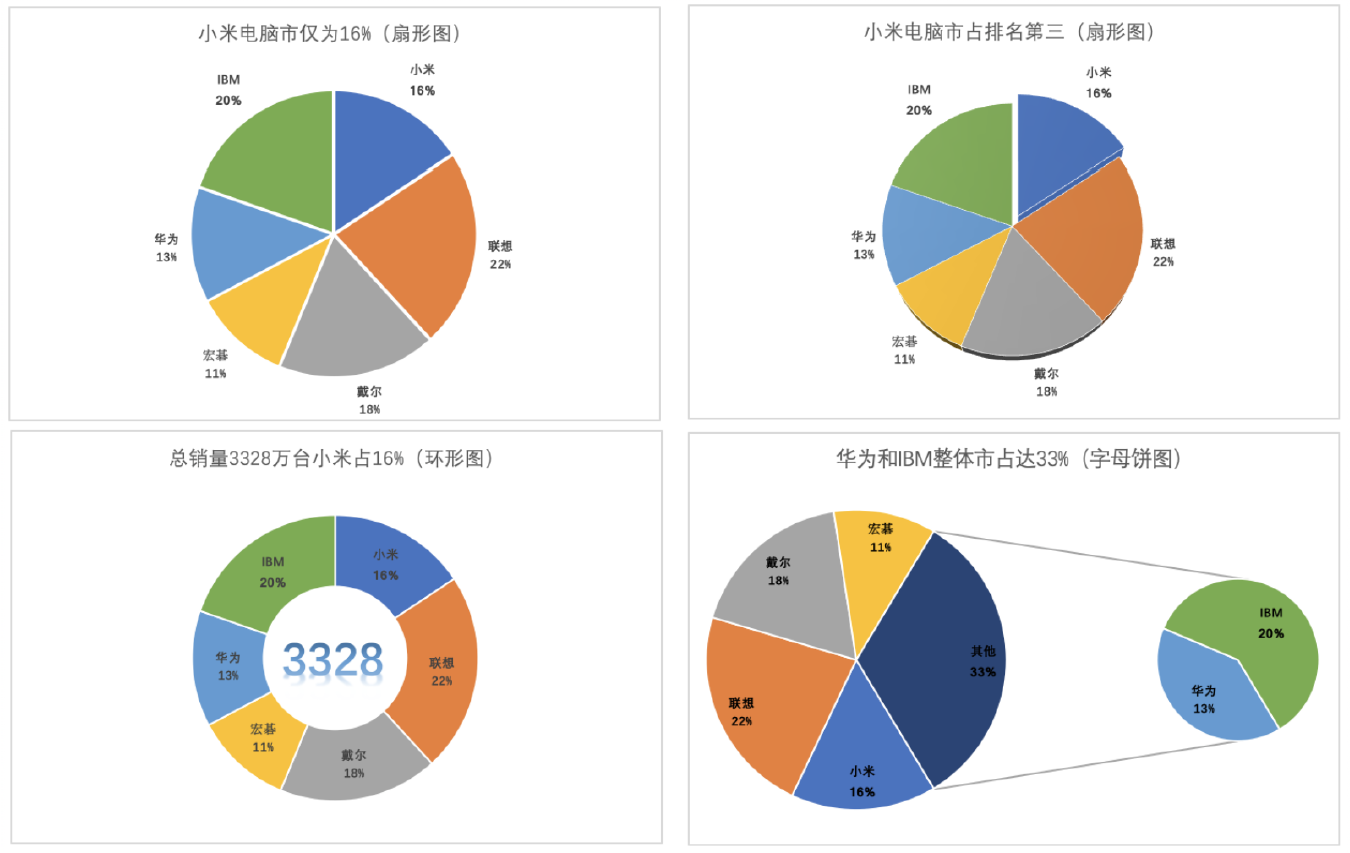 小米电脑市仅为16%（扇形图）
小米
16%
联想
22%
戴尔
18%
宏碁
11%
华为
13%
IBM
20%
小米电脑市占排名第三（扇形图）
小米
16%
联想
22%
戴尔
18%
宏碁
11%
华为
13%
IBM
20%
总销量3328万台小米占16%（环形图）
小米
16%
联想
22%
戴尔
18%
宏碁
11%
华为
13%
IBM
20%
3328
华为和IBM整体市占达33%（字母饼图）
宏碁
11%
戴尔
18%
联想
22%
小米
16%
其他
33%
IBM
20%
华为
13%